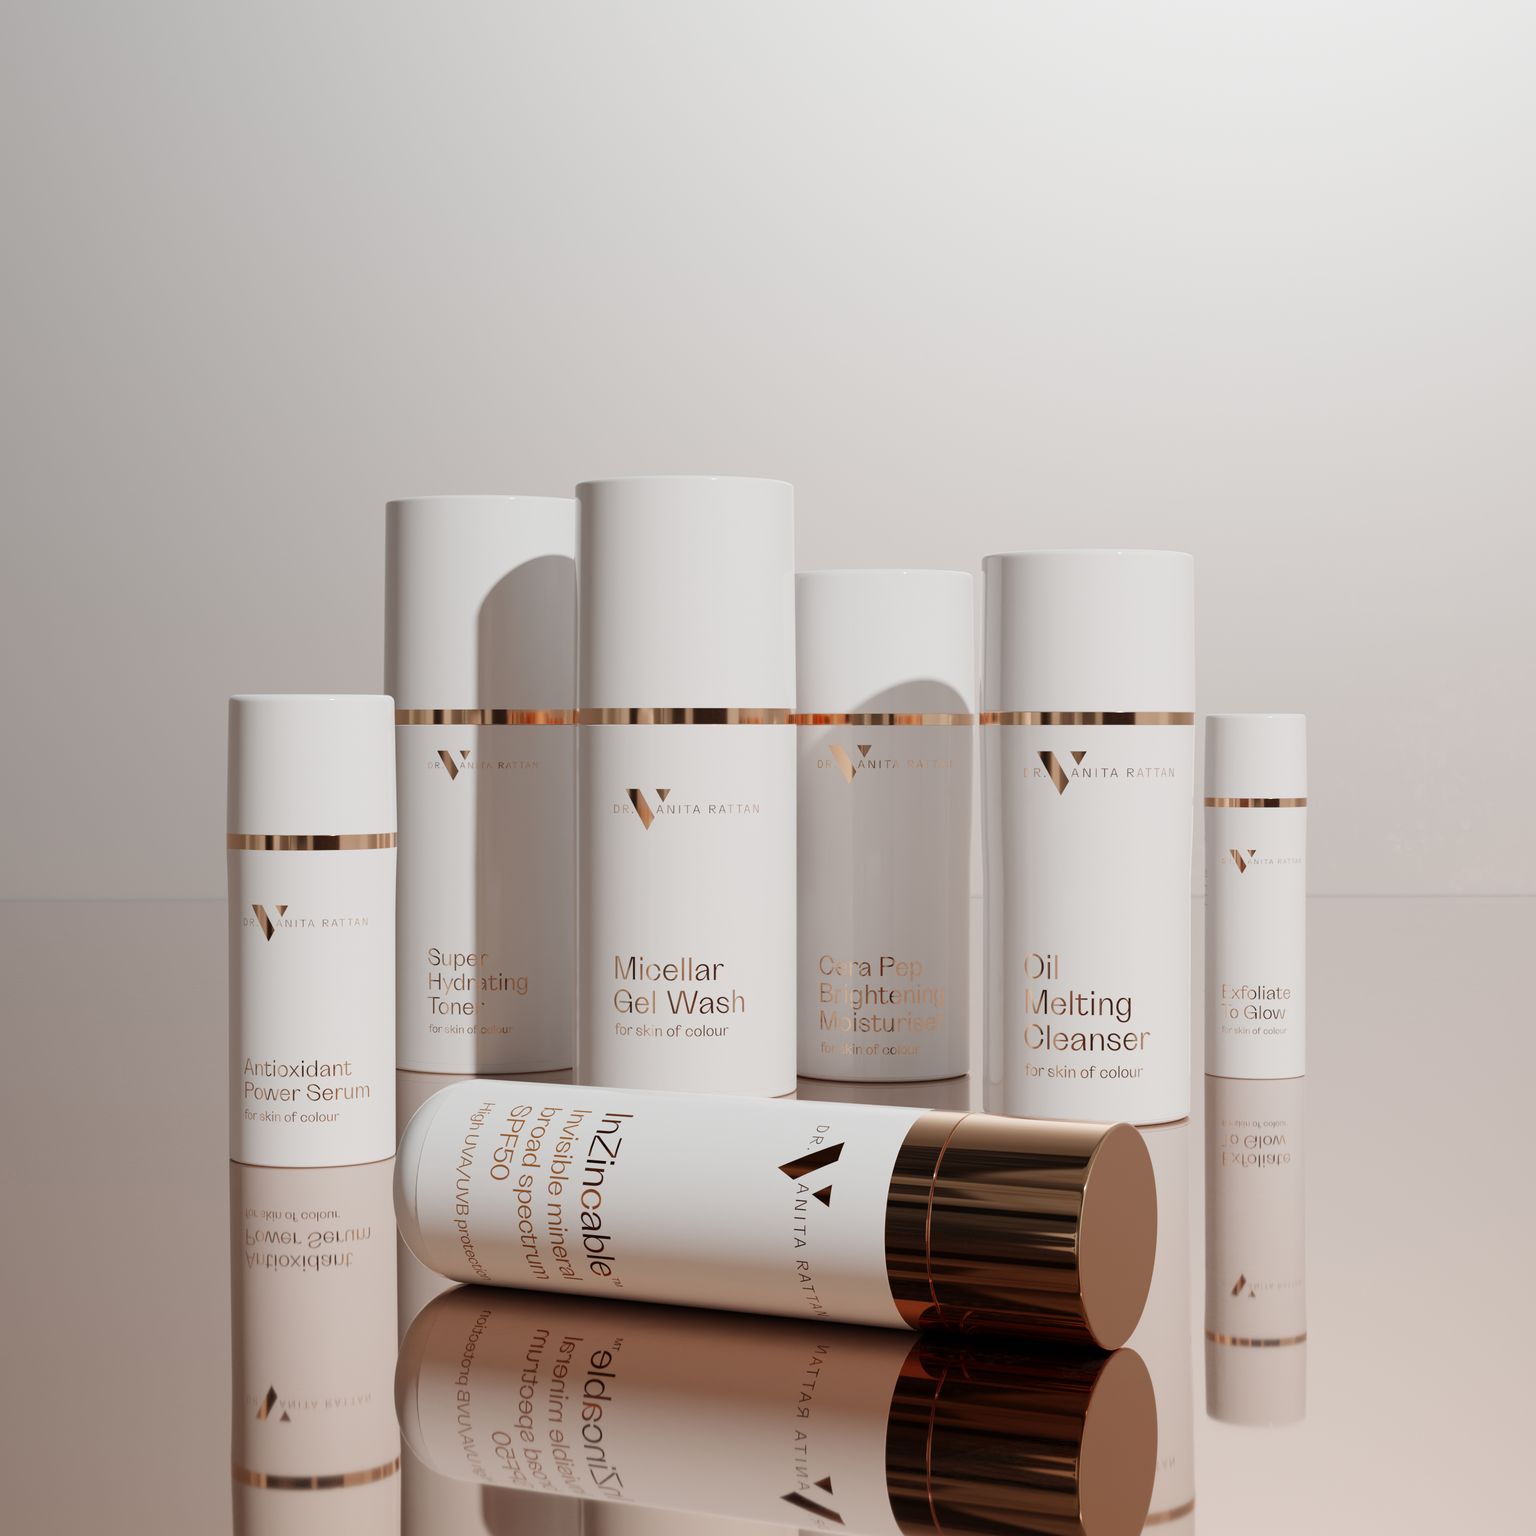 DR. VANITA RATTAN
Antioxidant
Power Serum
for skin of colour
DR. VANITA RATTAN
Super
Hydrating
Toner
for skin of colour
DR. VANITA RATTAN
Micellar
Gel Wash
for skin of colour
DR. VANITA RATTAN
Cera Pep
Brightening
Moisturiser
for skin of colour
DR. VANITA RATTAN
Oil
Melting
Cleanser
for skin of colour
DR. VANITA RATTAN
Exfoliate
To Glow
for skin of colour
DR. VANITA RATTAN
InZincable™
Invisible mineral
broad spectrum
SPF50
High UVA/UVB protection